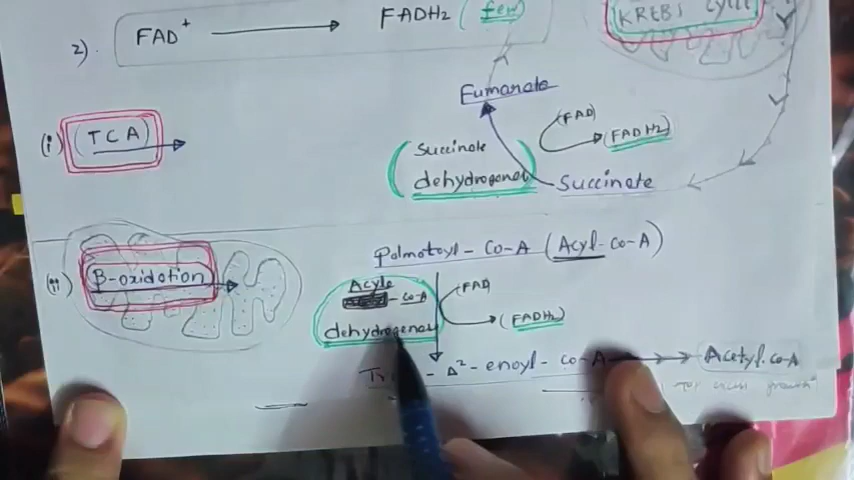 KREBS Cycle
2). FAD+ → FADH2 (few)
Fumarate
(i) (TCA)
(FAD)
(FADH2)
(Succinate
dehydrogenase)
Succinate
palmotoyl-Co-A (Acyl-Co-A)
(ii) β-oxidation
Acyle
-co-A
dehydrogenase
(FAD)
(FADH2)
- Δ²-enoyl-co-A
Acetyl.co-A